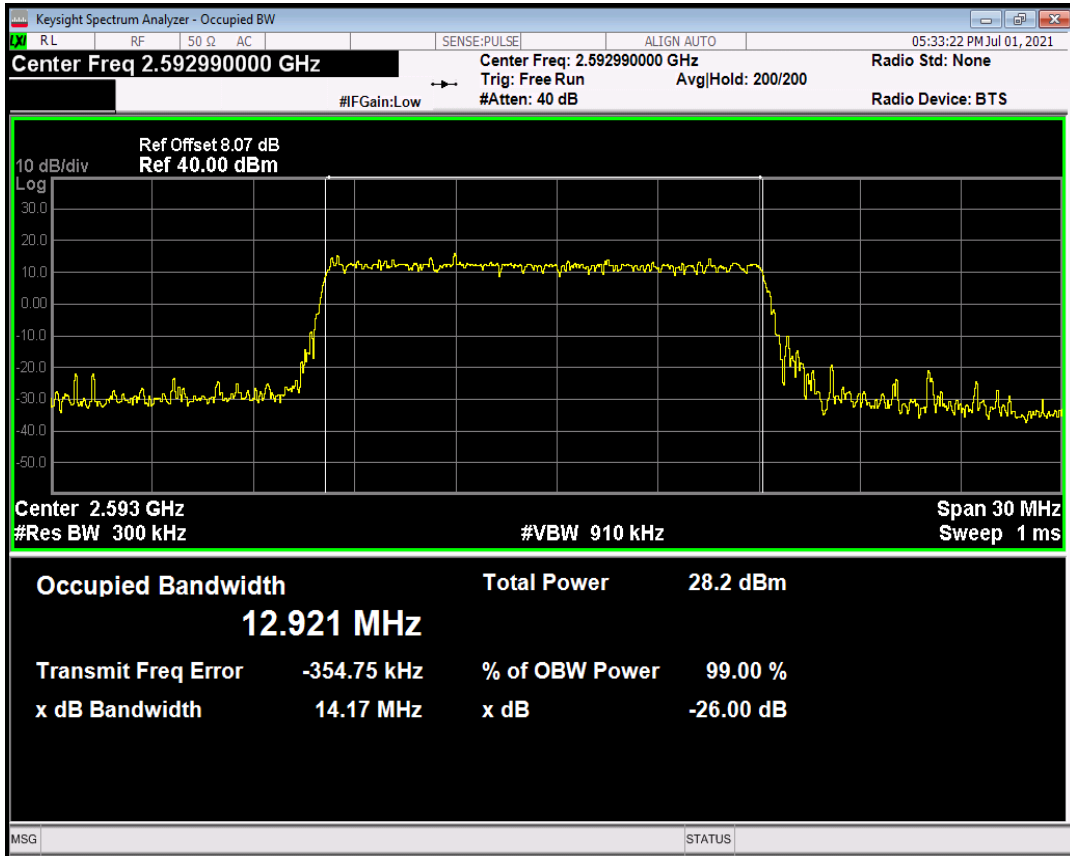 Keysight Spectrum Analyzer - Occupied BW
LXI RL RF 50 Ω AC SENSE:PULSE ALIGN AUTO 05:33:22 PM Jul 01, 2021
Center Freq 2.592990000 GHz Center Freq: 2.592990000 GHz Radio Std: None
Trig: Free Run Avg|Hold: 200/200
#IFGain:Low #Atten: 40 dB Radio Device: BTS
Ref Offset 8.07 dB
10 dB/div Ref 40.00 dBm
Log
30.0
20.0
10.0
0.00
-10.0
-20.0
-30.0
-40.0
-50.0
Center 2.593 GHz Span 30 MHz
#Res BW 300 kHz #VBW 910 kHz Sweep 1 ms
Occupied Bandwidth Total Power 28.2 dBm
12.921 MHz
Transmit Freq Error -354.75 kHz % of OBW Power 99.00 %
x dB Bandwidth 14.17 MHz x dB -26.00 dB
MSG STATUS